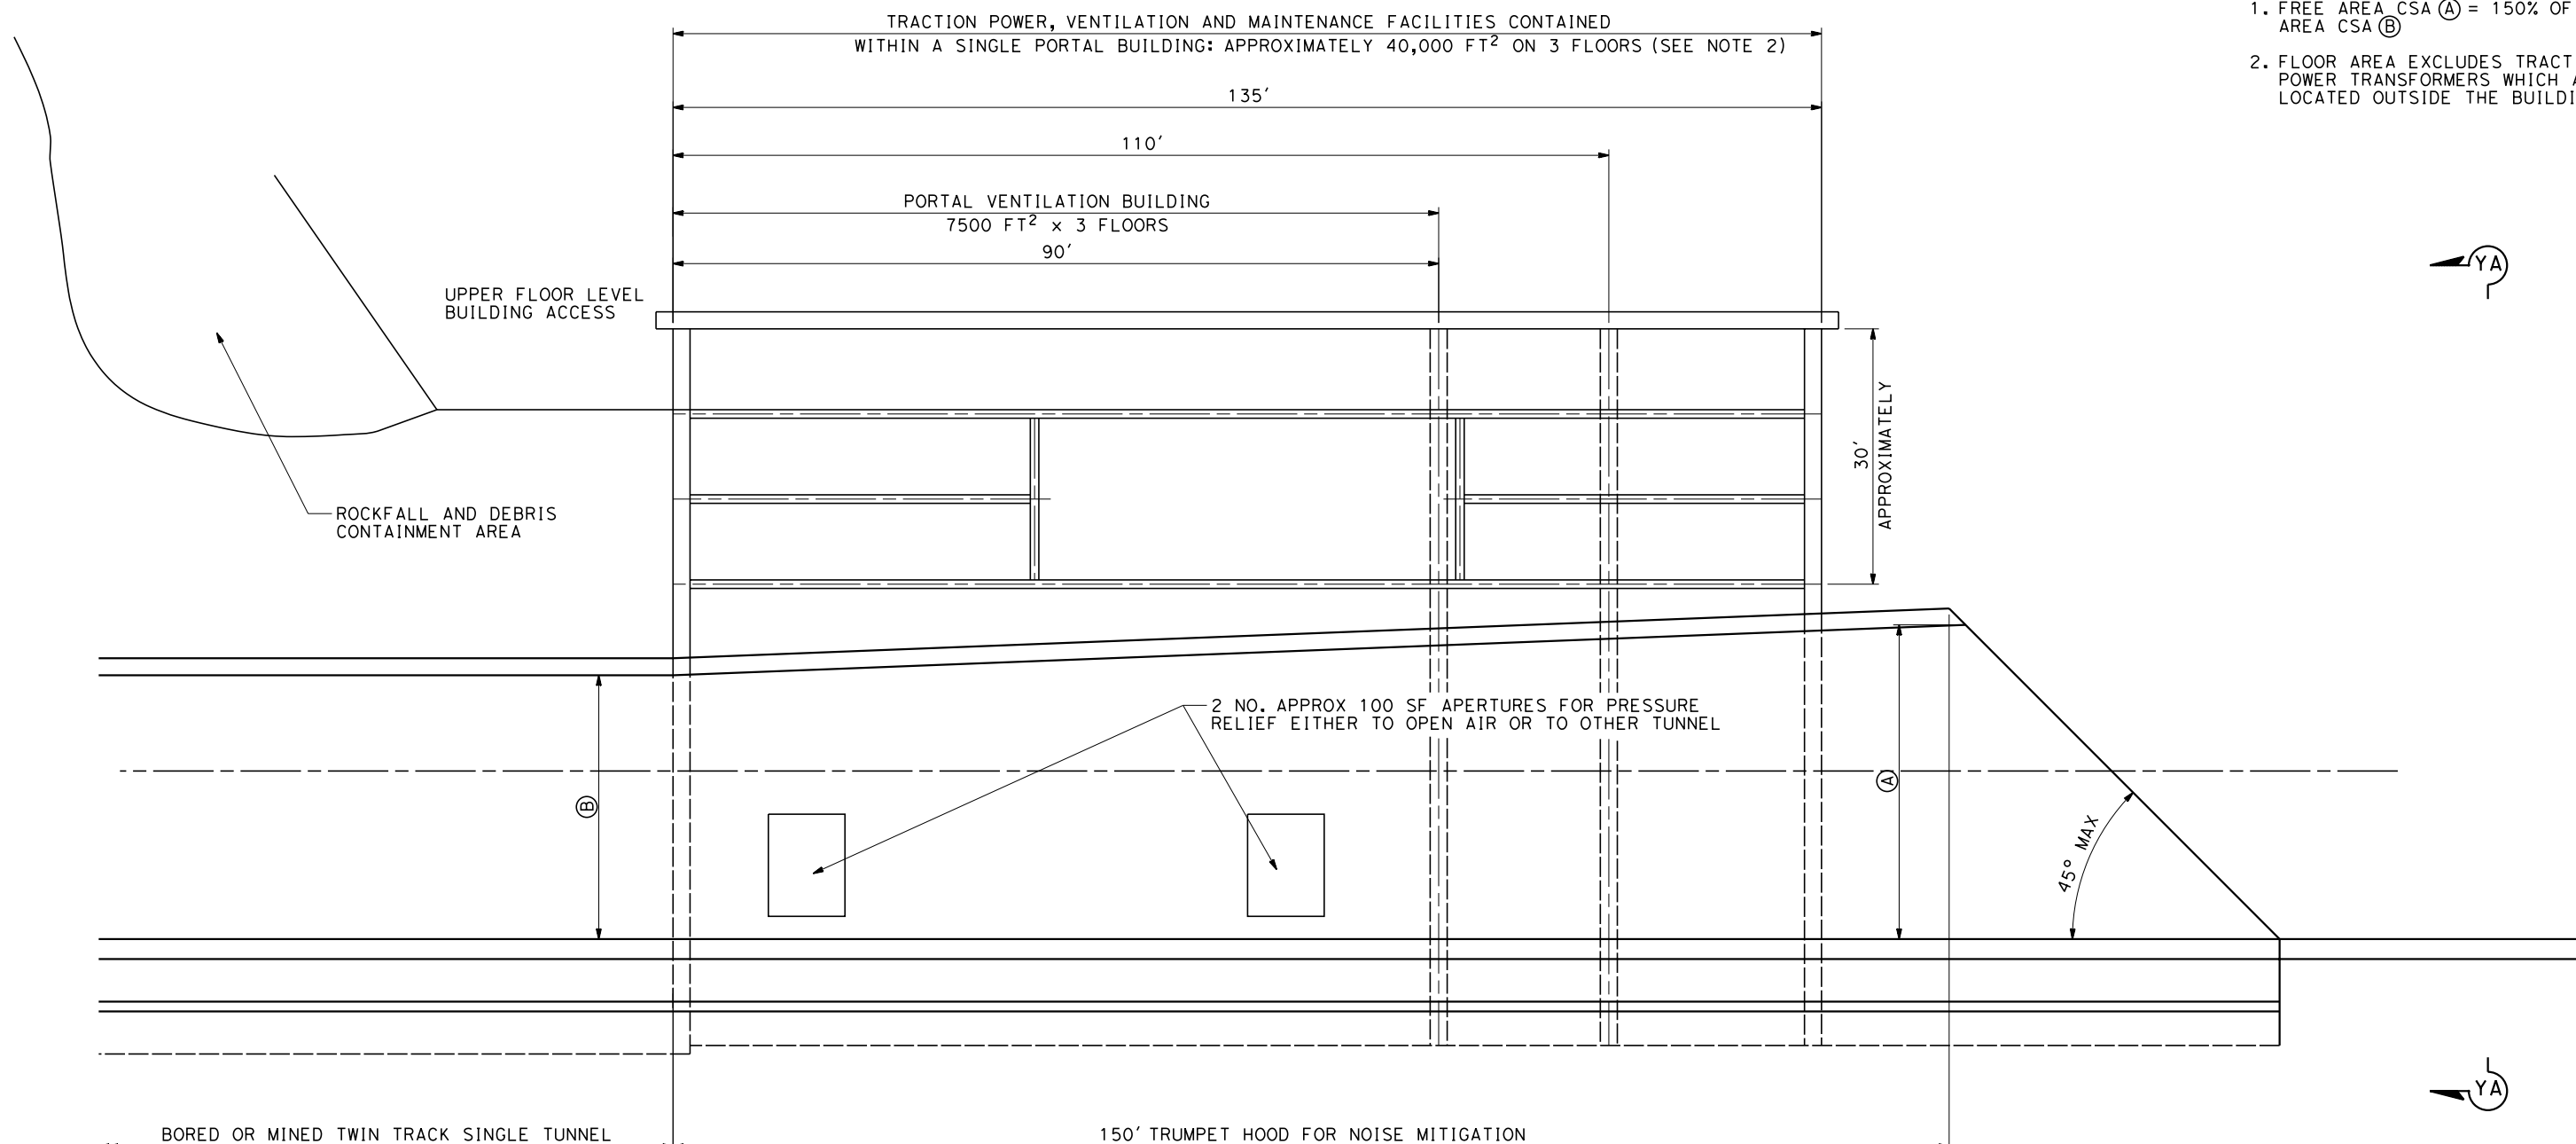 TRACTION POWER, VENTILATION AND MAINTENANCE FACILITIES CONTAINED
WITHIN A SINGLE PORTAL BUILDING: APPROXIMATELY 40,000 FT² ON 3 FLOORS (SEE NOTE 2)
1. FREE AREA CSA Ⓐ = 150% OF
AREA CSA Ⓑ
2. FLOOR AREA EXCLUDES TRACT
POWER TRANSFORMERS WHICH A
LOCATED OUTSIDE THE BUILDI
135′
110′
PORTAL VENTILATION BUILDING
7500 FT² x 3 FLOORS
90′
YA
UPPER FLOOR LEVEL
BUILDING ACCESS
30′
APPROXIMATELY
ROCKFALL AND DEBRIS
CONTAINMENT AREA
2 NO. APPROX 100 SF APERTURES FOR PRESSURE
RELIEF EITHER TO OPEN AIR OR TO OTHER TUNNEL
Ⓑ
Ⓐ
45° MAX
YA
BORED OR MINED TWIN TRACK SINGLE TUNNEL
150′ TRUMPET HOOD FOR NOISE MITIGATION